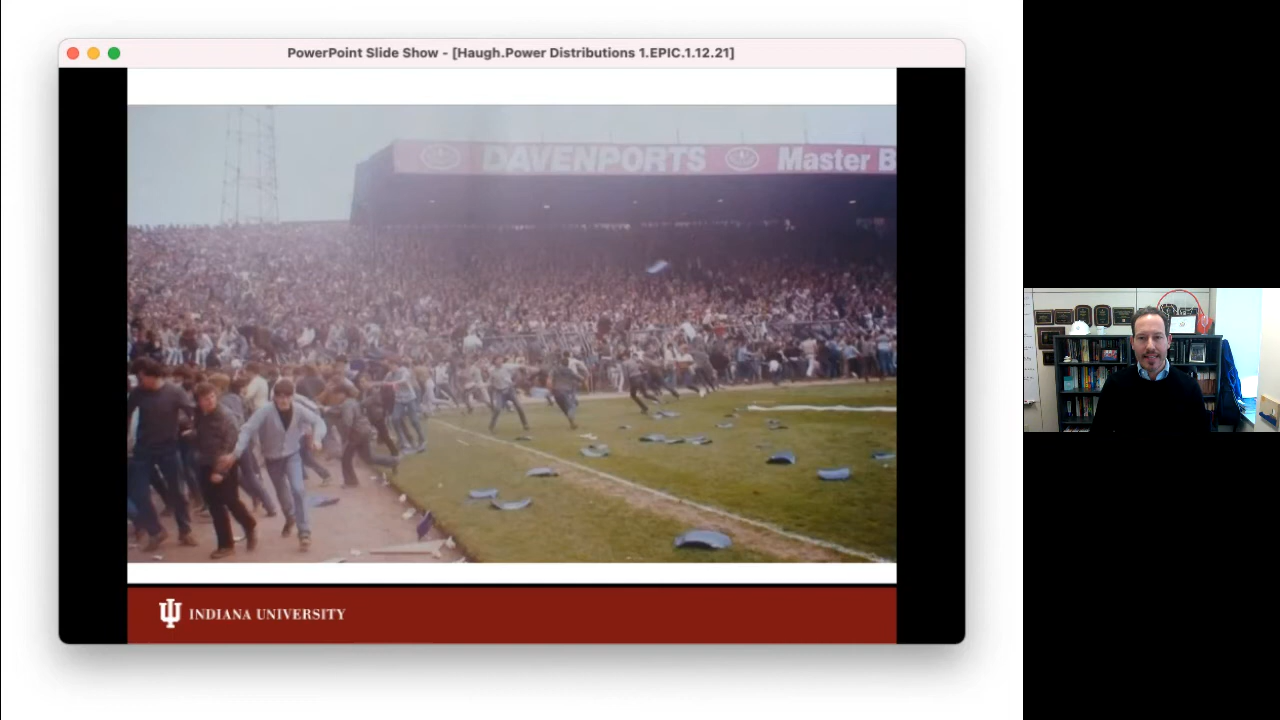 PowerPoint Slide Show - [Haugh.Power Distributions 1.EPIC.1.12.21]
DAVENPORTS Master B
INDIANA UNIVERSITY